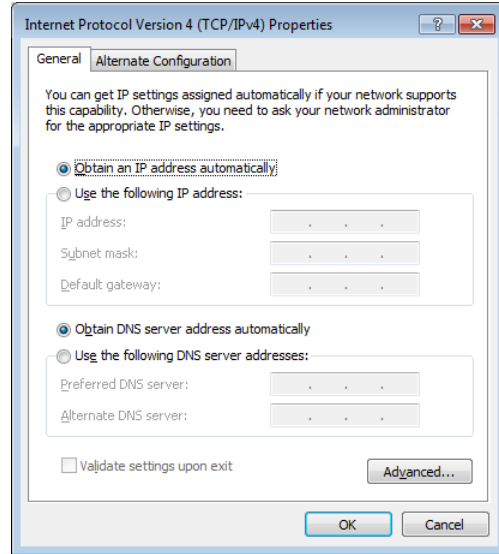 Internet Protocol Version 4 (TCP/IPv4) Properties
General Alternate Configuration
You can get IP settings assigned automatically if your network supports
this capability. Otherwise, you need to ask your network administrator
for the appropriate IP settings.
Obtain an IP address automatically
Use the following IP address:
IP address:
Subnet mask:
Default gateway:
Obtain DNS server address automatically
Use the following DNS server addresses:
Preferred DNS server:
Alternate DNS server:
Validate settings upon exit
Advanced...
OK Cancel